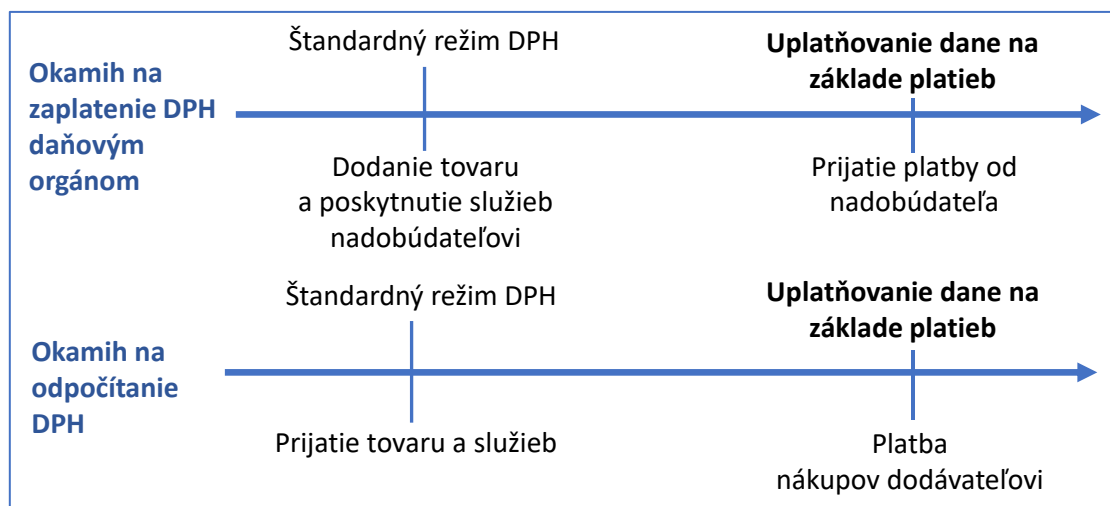 Okamih na
zaplatenie DPH
daňovým
orgánom
Štandardný režim DPH
Dodanie tovaru
a poskytnutie služieb
nadobúdateľovi
Uplatňovanie dane na
základe platieb
Prijatie platby od
nadobúdateľa
Okamih na
odpočítanie
DPH
Štandardný režim DPH
Prijatie tovaru a služieb
Uplatňovanie dane na
základe platieb
Platba
nákupov dodávateľovi